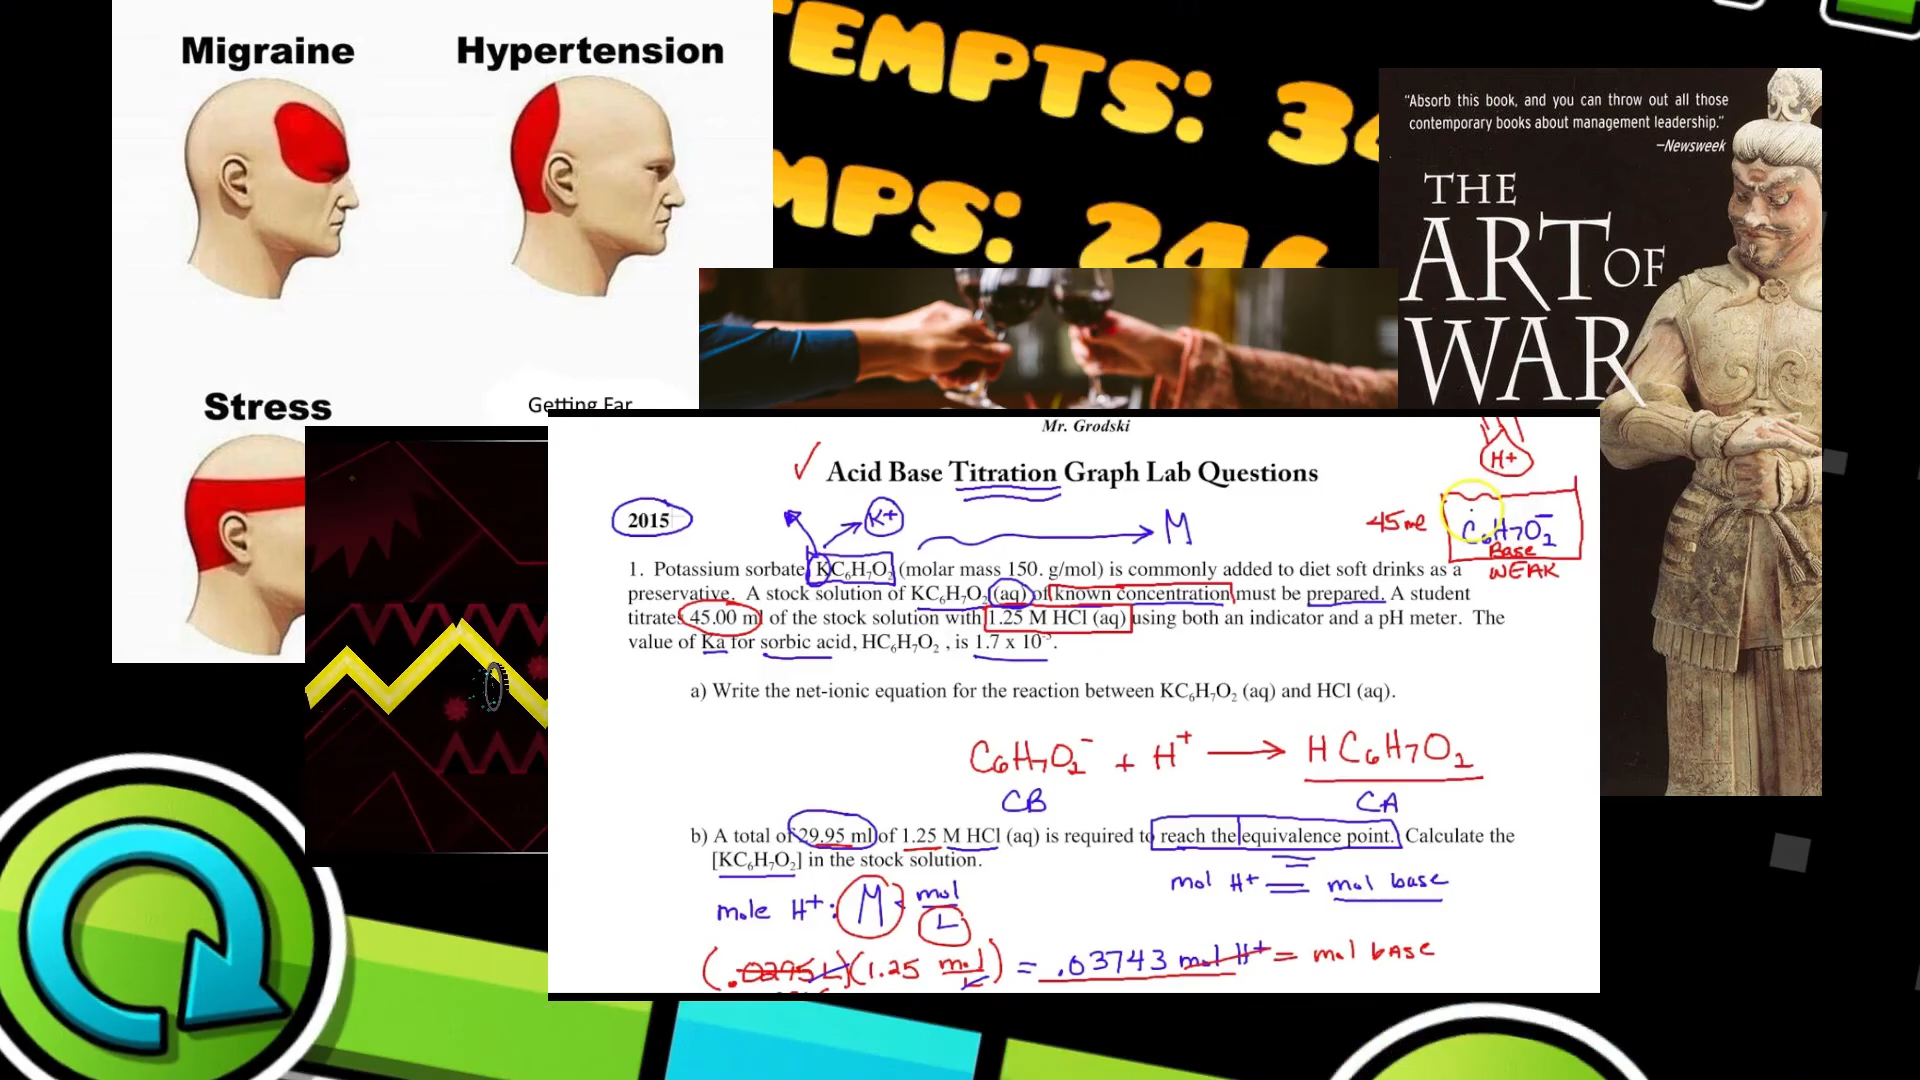 Migraine
Hypertension
Stress
Getting Far
TEMPTS: 34
MPS: 246
“Absorb this book, and you can throw out all those
contemporary books about management leadership.”
—Newsweek
THE
ART OF
WAR
Mr. Grodski
Acid Base Titration Graph Lab Questions
2015
K+
M
H+
45 ml
C6H7O2-
Base
WEAK
1. Potassium sorbate KC6H7O2 (molar mass 150. g/mol) is commonly added to diet soft drinks as a
preservative. A stock solution of KC6H7O2 (aq) of known concentration must be prepared. A student
titrates 45.00 ml of the stock solution with 1.25 M HCl (aq) using both an indicator and a pH meter. The
value of Ka for sorbic acid, HC6H7O2 , is 1.7 x 10-5.
a) Write the net-ionic equation for the reaction between KC6H7O2 (aq) and HCl (aq).
C6H7O2- + H+ → HC6H7O2
CB CA
b) A total of 29.95 ml of 1.25 M HCl (aq) is required to reach the equivalence point. Calculate the
[KC6H7O2] in the stock solution.
mol H+ = mol base
mole H+: M = mol
L
(.0295 L)(1.25 mol/L) = .03743 mol H+ = mol base